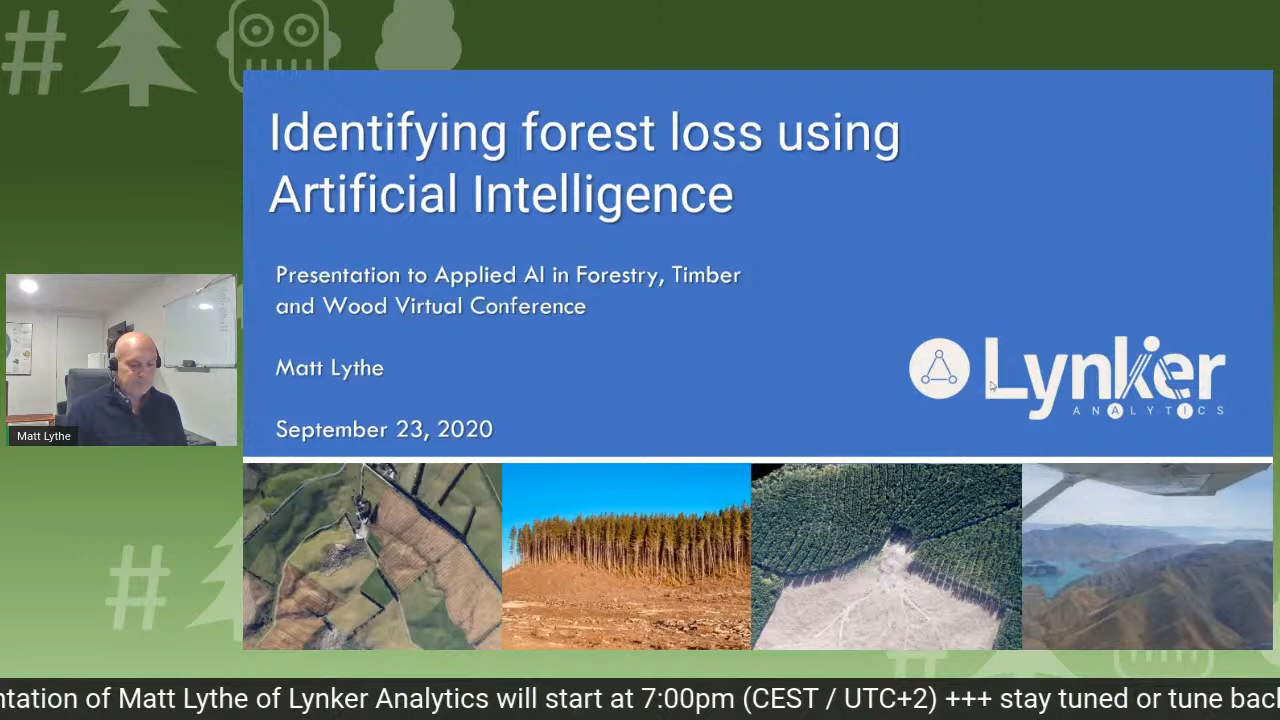 Identifying forest loss using
Artificial Intelligence
Presentation to Applied AI in Forestry, Timber
and Wood Virtual Conference
Matt Lythe
September 23, 2020
Lynker
ANALYTICS
Matt Lythe
ntation of Matt Lythe of Lynker Analytics will start at 7:00pm (CEST / UTC+2) +++ stay tuned or tune bac
#
#